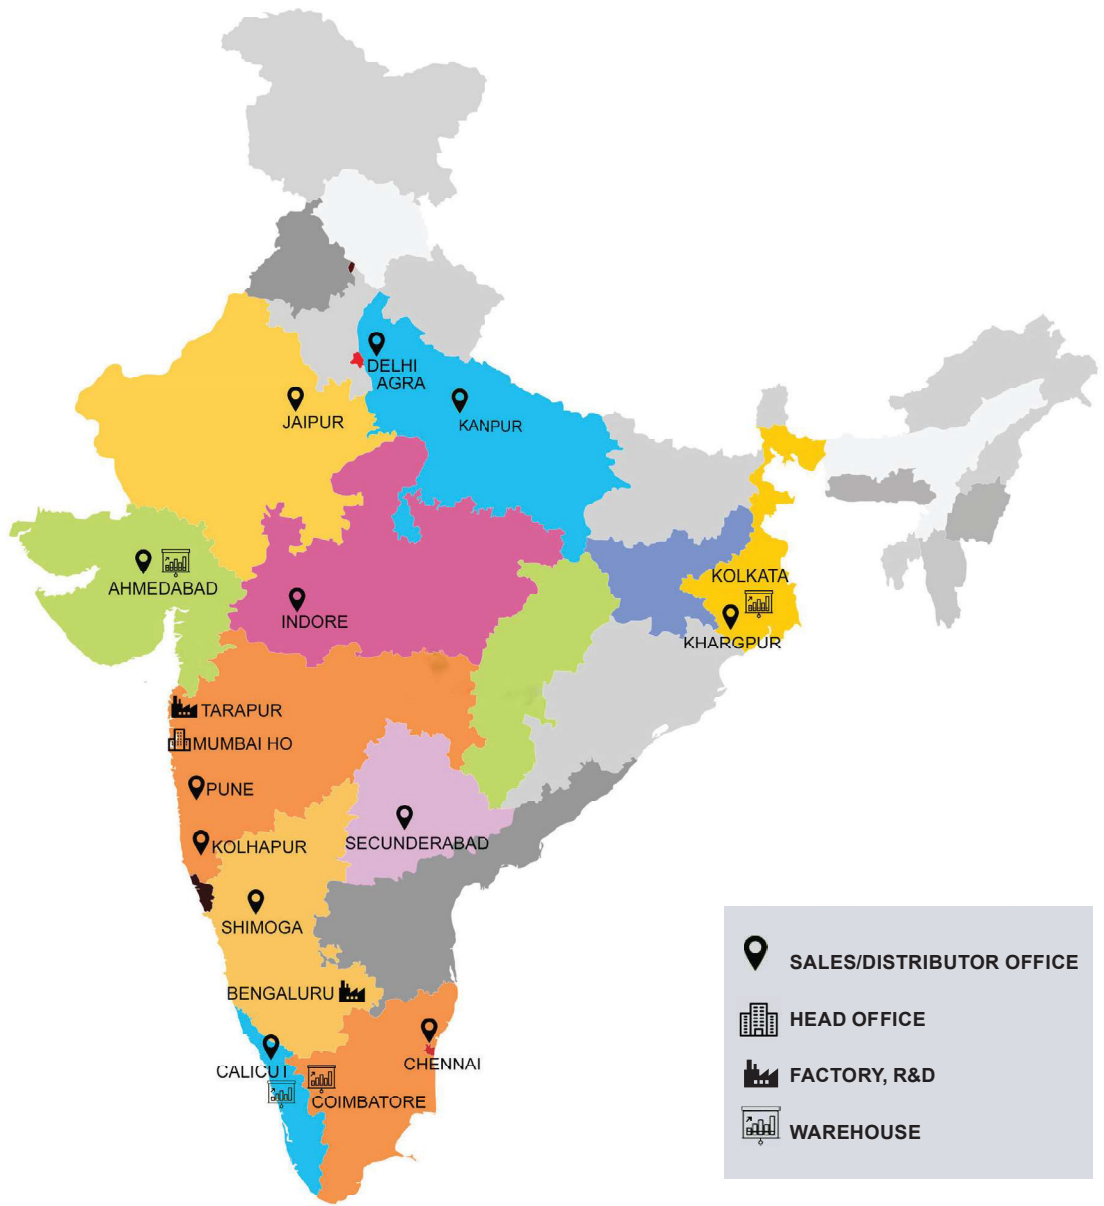 DELHI
AGRA
JAIPUR
KANPUR
AHMEDABAD
KOLKATA
INDORE
KHARGPUR
TARAPUR
MUMBAI HO
PUNE
KOLHAPUR
SECUNDERABAD
SHIMOGA
BENGALURU
CHENNAI
CALICUT
COIMBATORE
SALES/DISTRIBUTOR OFFICE
HEAD OFFICE
FACTORY, R&D
WAREHOUSE